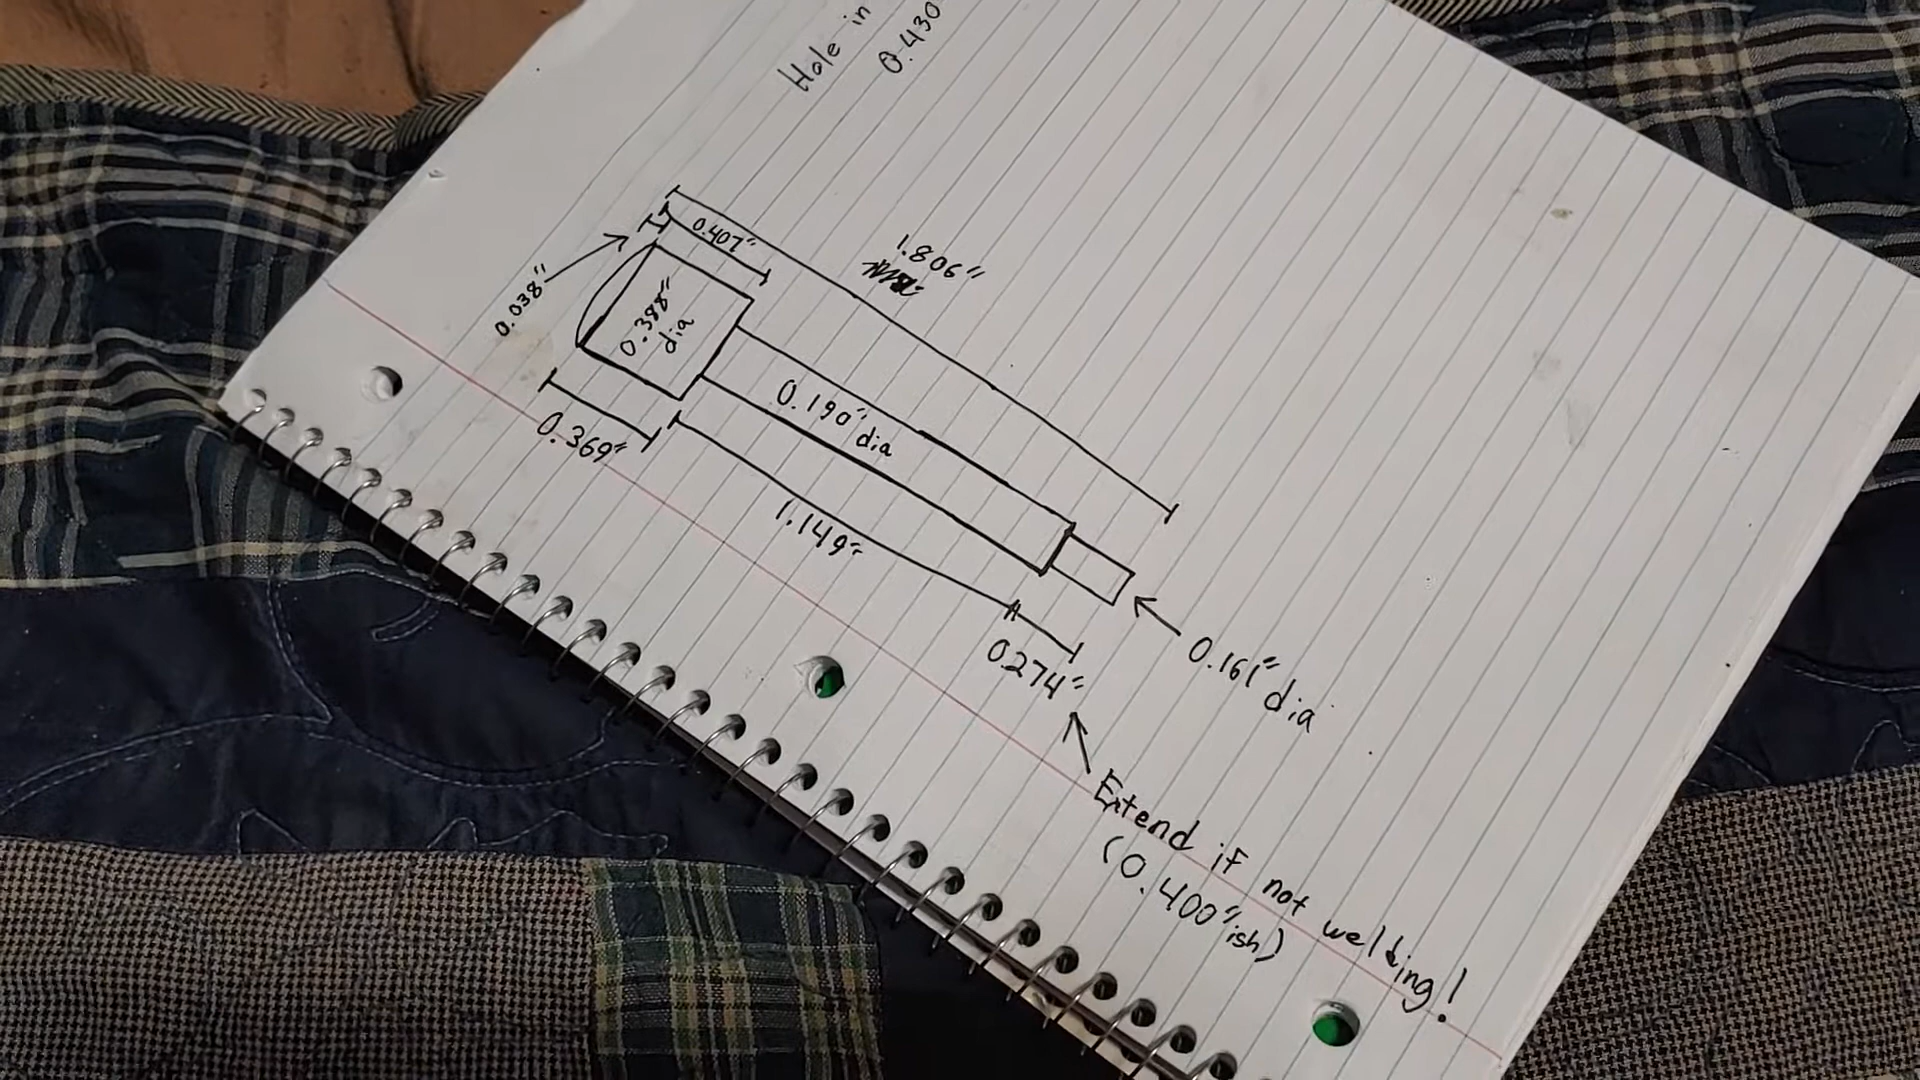 Hole in
0.430
1.806"
0.407"
0.038"
0.388"
dia
0.190" dia
0.369"
1.149"
0.274"
0.161" dia
Extend if not welding!
(0.400"ish)